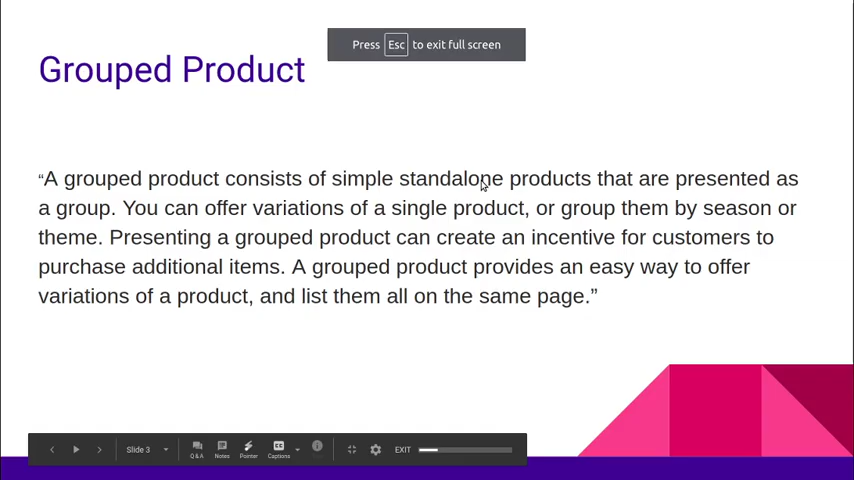 Press Esc to exit full screen
Grouped Product
“A grouped product consists of simple standalone products that are presented as
a group. You can offer variations of a single product, or group them by season or
theme. Presenting a grouped product can create an incentive for customers to
purchase additional items. A grouped product provides an easy way to offer
variations of a product, and list them all on the same page.”
Slide 3
Q & A
Notes
Pointer
Captions
EXIT